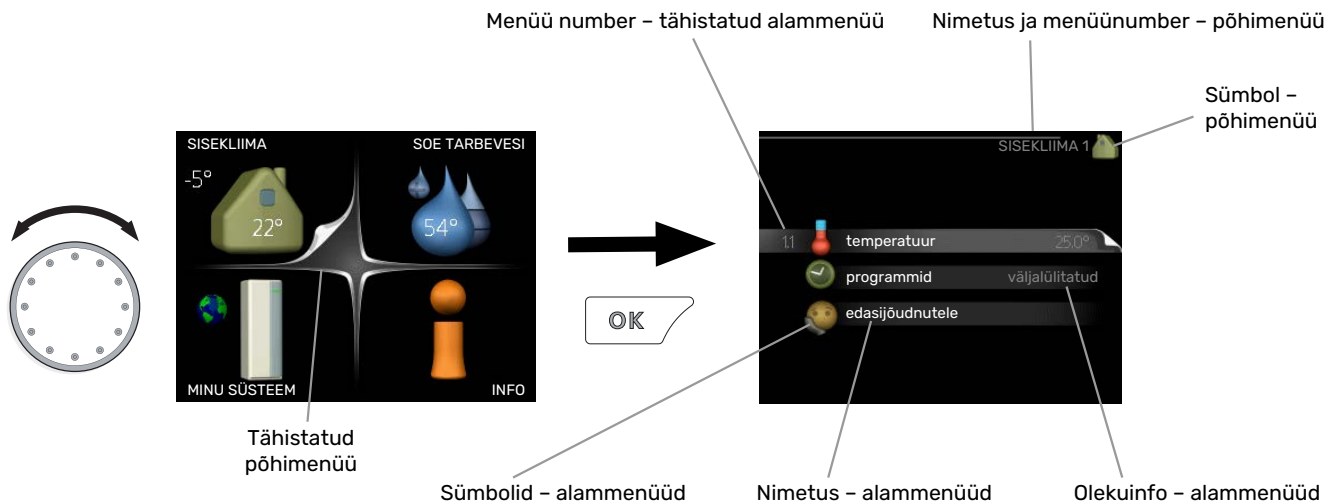 Menüü number – tähistatud alammenüü
Nimetus ja menüünumber – põhimenüü
Sümbol –
põhimenüü
SISEKLIIMA
SOE TARBEVESI
-5°
22°
54°
MINU SÜSTEEM
INFO
OK
SISEKLIIMA 1
1.1 temperatuur 25.0°
programmid väljalülitatud
edasijõudnutele
Tähistatud
põhimenüü
Sümbolid – alammenüüd
Nimetus – alammenüüd
Olekuinfo – alammenüüd